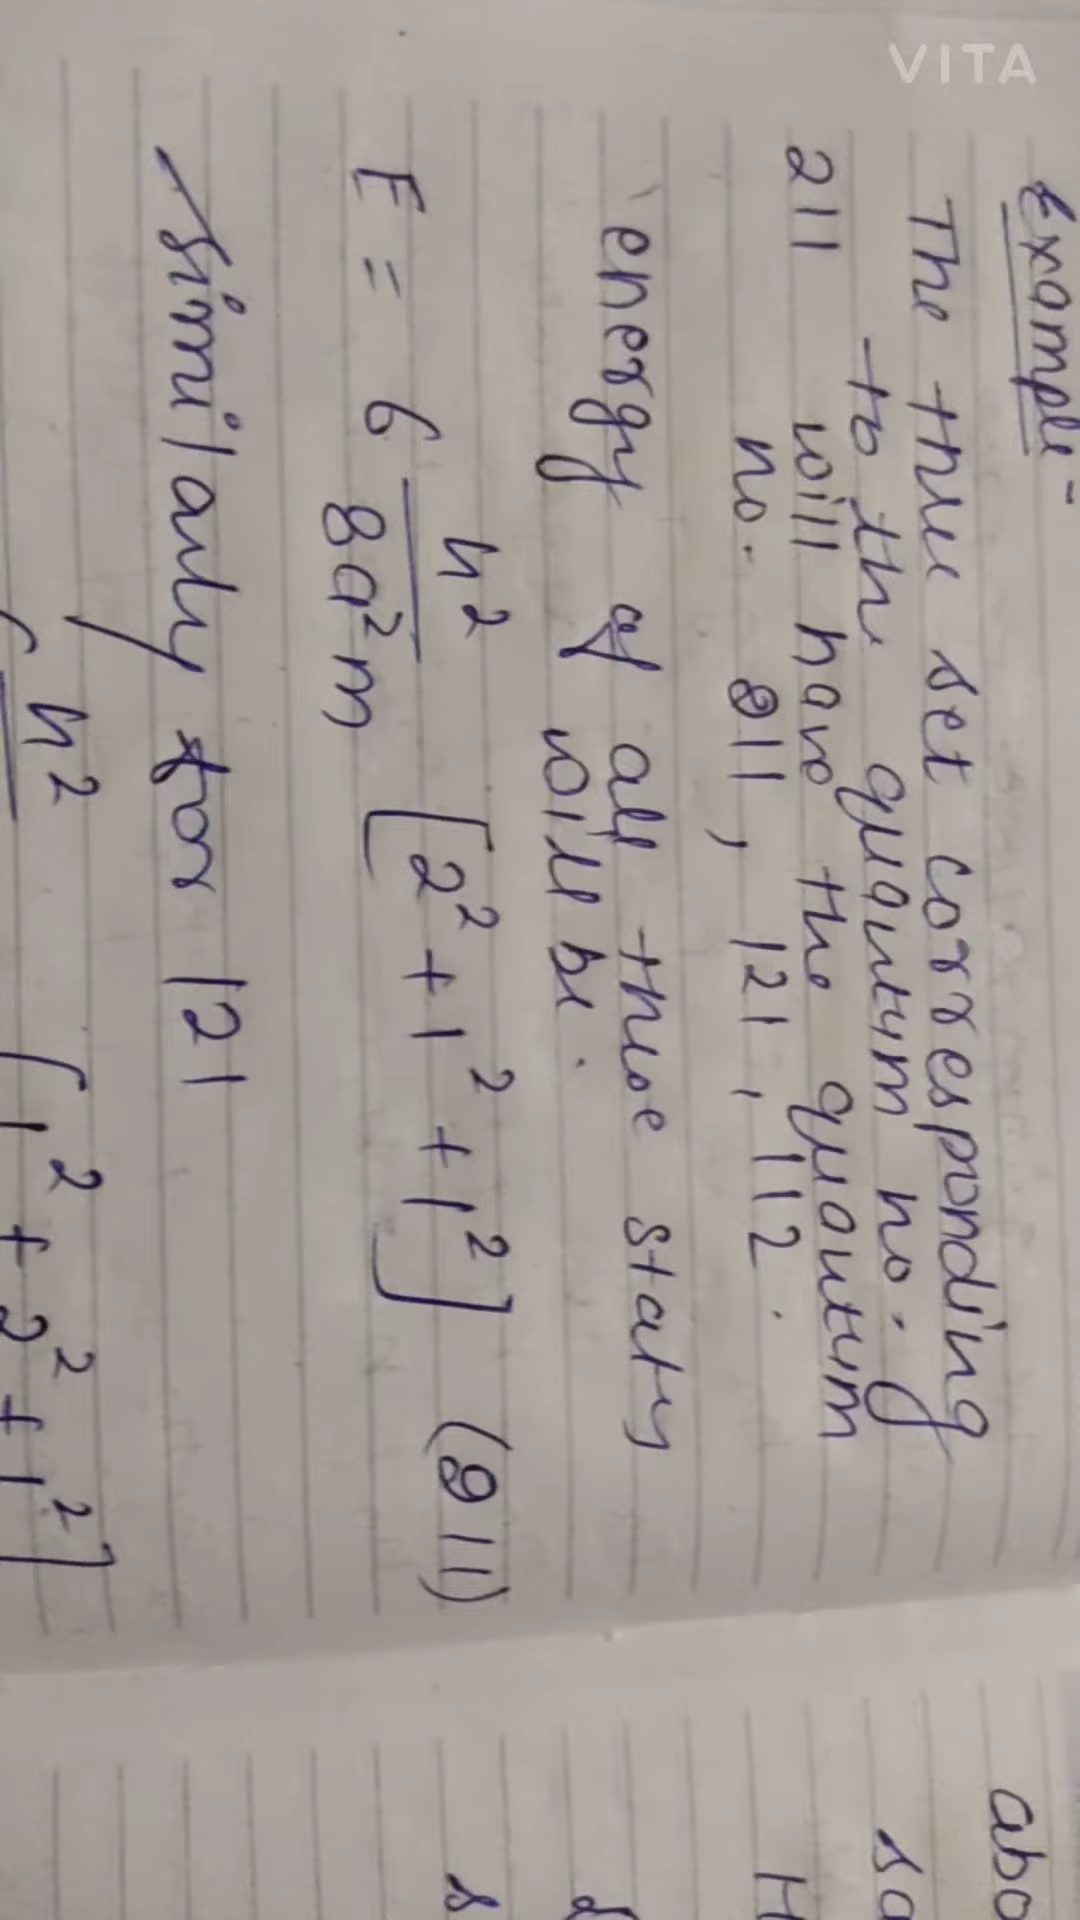 VITA
Example -
The three set corresponding
to the quantum no.
211 will have the quantum
no. 211, 121, 112.
energy of all these staty
will be.
E = 6 h²/8a²m [2² + 1² + 1²] (211)
Similarly for 121
h² [1² + 2² + 1²]
abo
sa
H
d
s